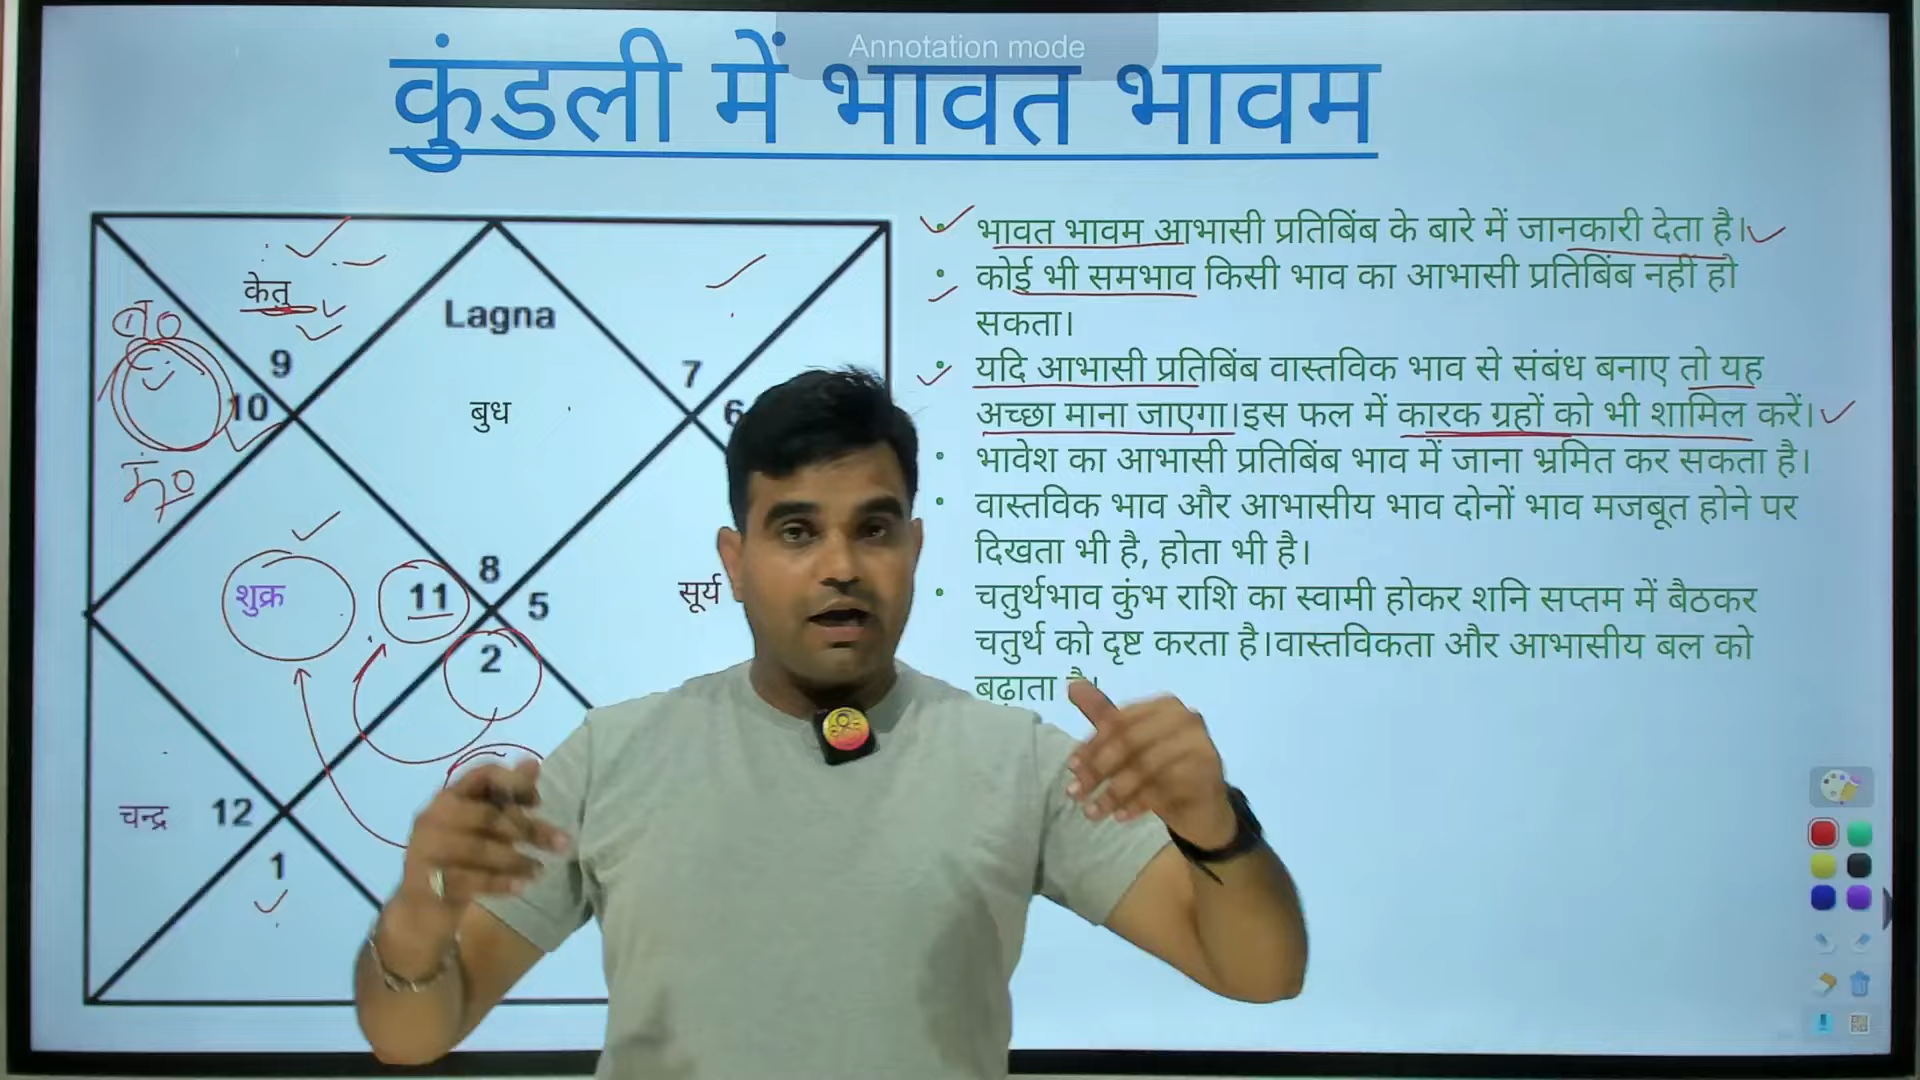 Annotation mode
कुंडली में भावत भावम
भावत भावम आभासी प्रतिबिंब के बारे में जानकारी देता है।
कोई भी समभाव किसी भाव का आभासी प्रतिबिंब नहीं हो
सकता।
यदि आभासी प्रतिबिंब वास्तविक भाव से संबंध बनाए तो यह
अच्छा माना जाएगा।इस फल में कारक ग्रहों को भी शामिल करें।
भावेश का आभासी प्रतिबिंब भाव में जाना भ्रमित कर सकता है।
वास्तविक भाव और आभासीय भाव दोनों भाव मजबूत होने पर
दिखता भी है, होता भी है।
चतुर्थभाव कुंभ राशि का स्वामी होकर शनि सप्तम में बैठकर
चतुर्थ को दृष्ट करता है।वास्तविकता और आभासीय बल को
बढ़ाता है।
केतु
Lagna
9
7
10
बुध
6
मं०
8
शुक्र
11
5
सूर्य
2
चन्द्र
12
1